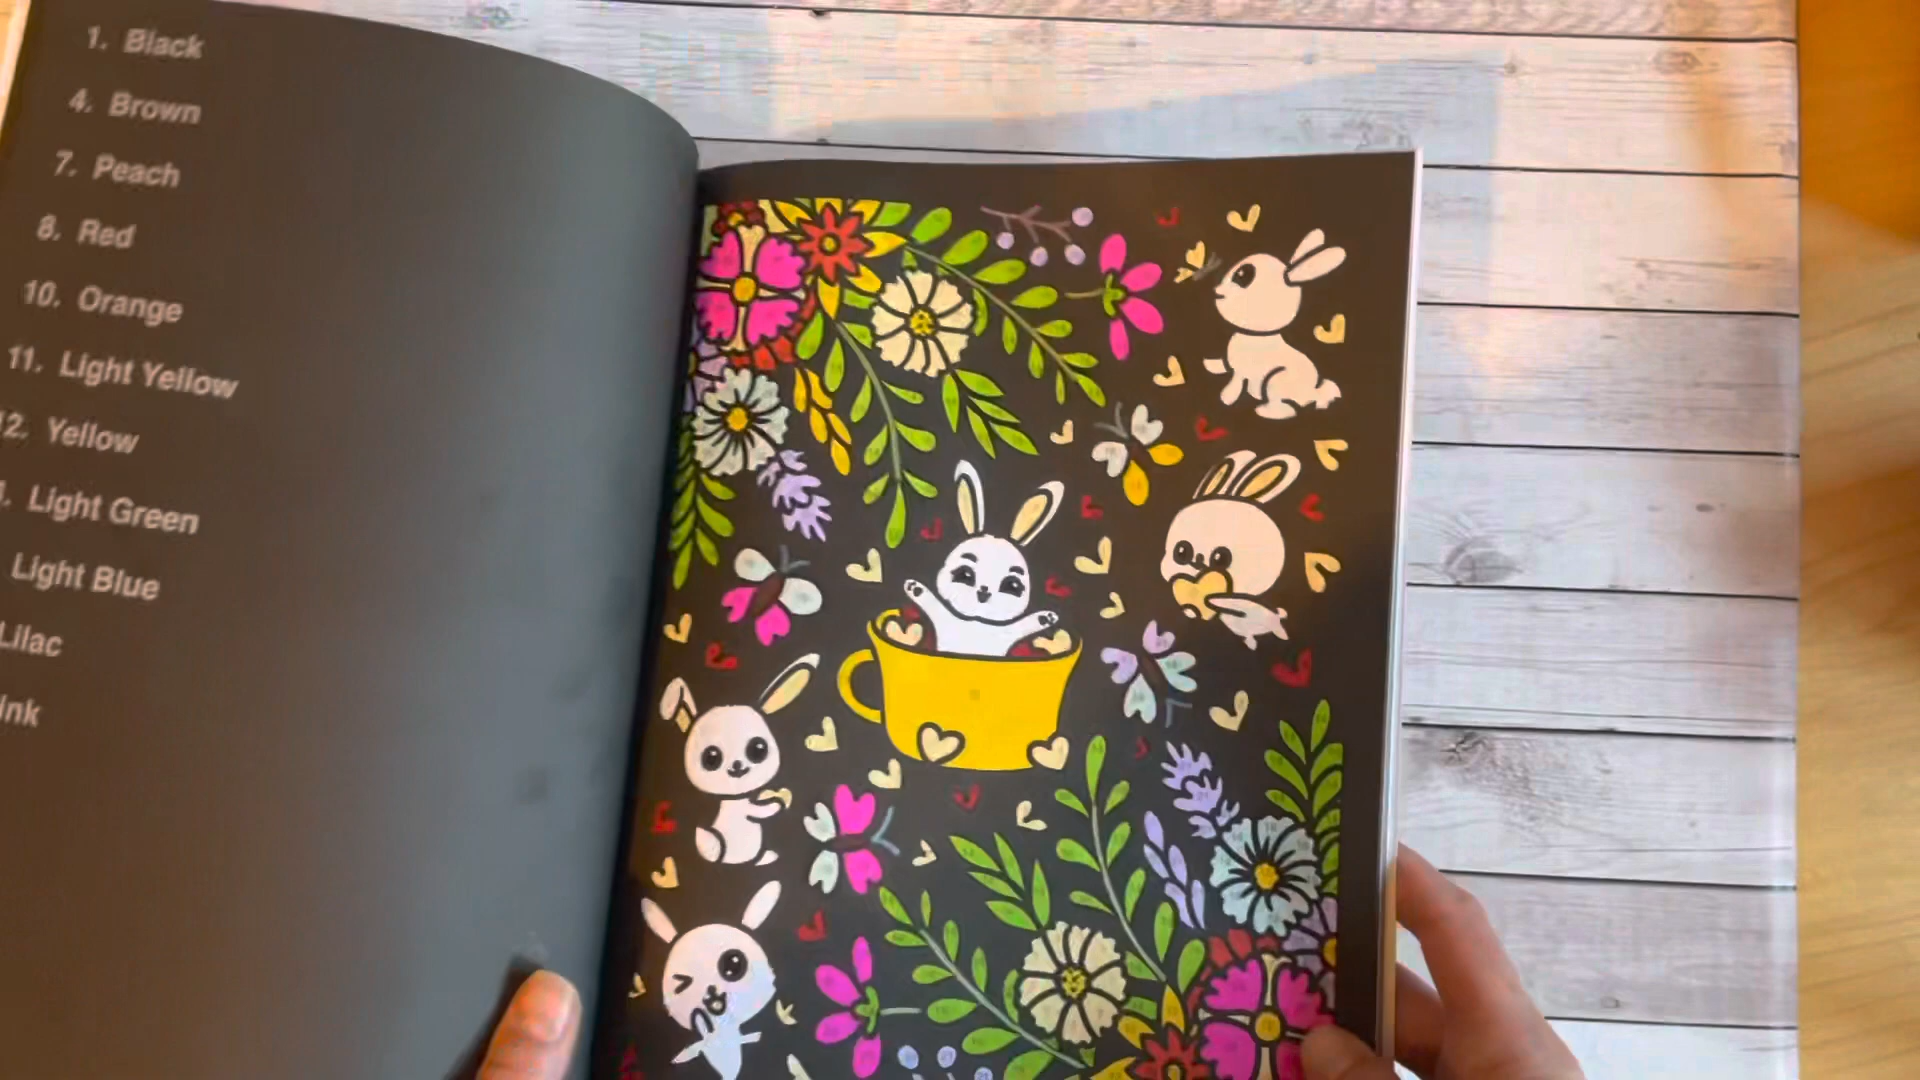 1. Black
4. Brown
7. Peach
8. Red
10. Orange
11. Light Yellow
12. Yellow
Light Green
Light Blue
Lilac